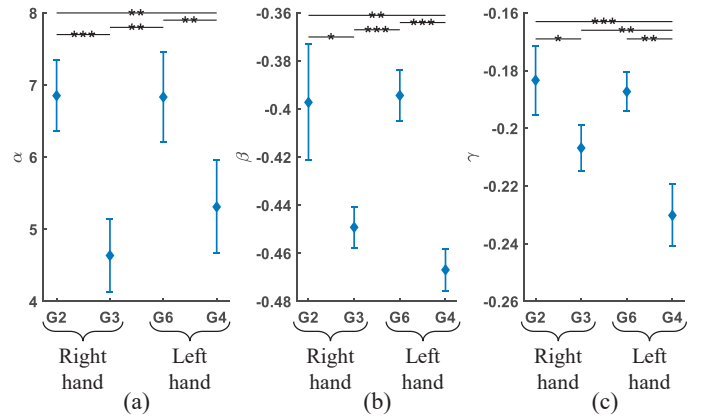 8
7
6
5
4
α
**
***
**
**
G2 G3 G6 G4
Right hand
Left hand
(a)
-0.36
-0.38
-0.4
-0.42
-0.44
-0.46
-0.48
β
**
***
***
*
G2 G3 G6 G4
Right hand
Left hand
(b)
-0.18
-0.2
-0.22
-0.24
-0.26
γ
***
**
*
**
G2 G3 G6 G4
Right hand
Left hand
(c)